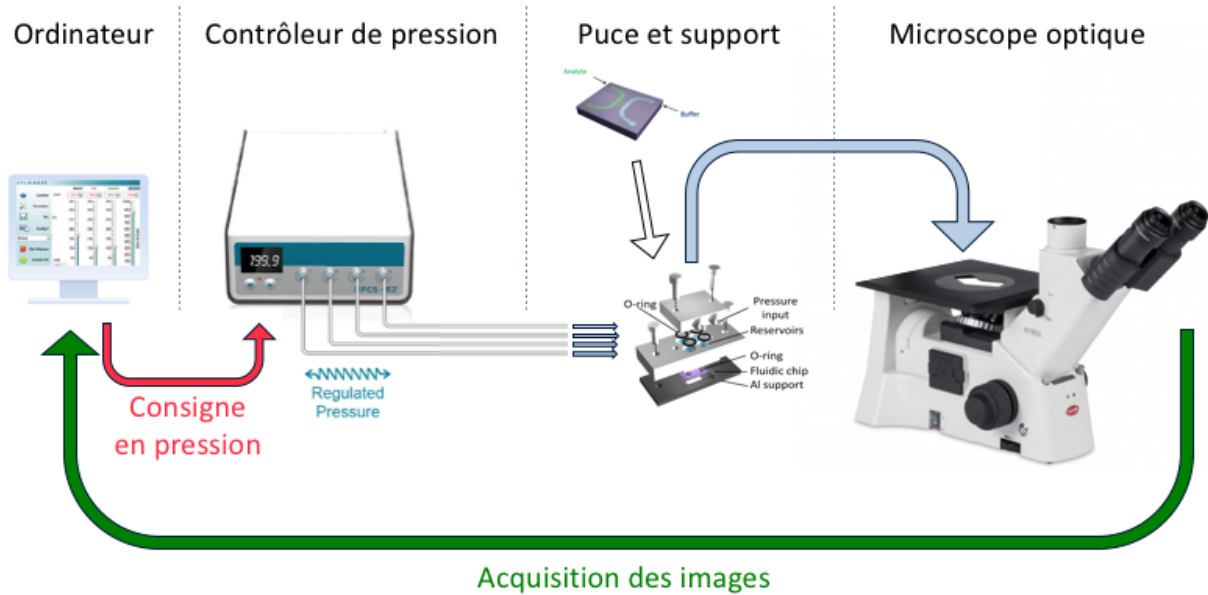 Ordinateur
Contrôleur de pression
Puce et support
Microscope optique
Analyte
Buffer
199.9
O-ring
Pressure
input
Reservoirs
O-ring
Fluidic chip
Al support
Regulated
Pressure
Consigne
en pression
Acquisition des images